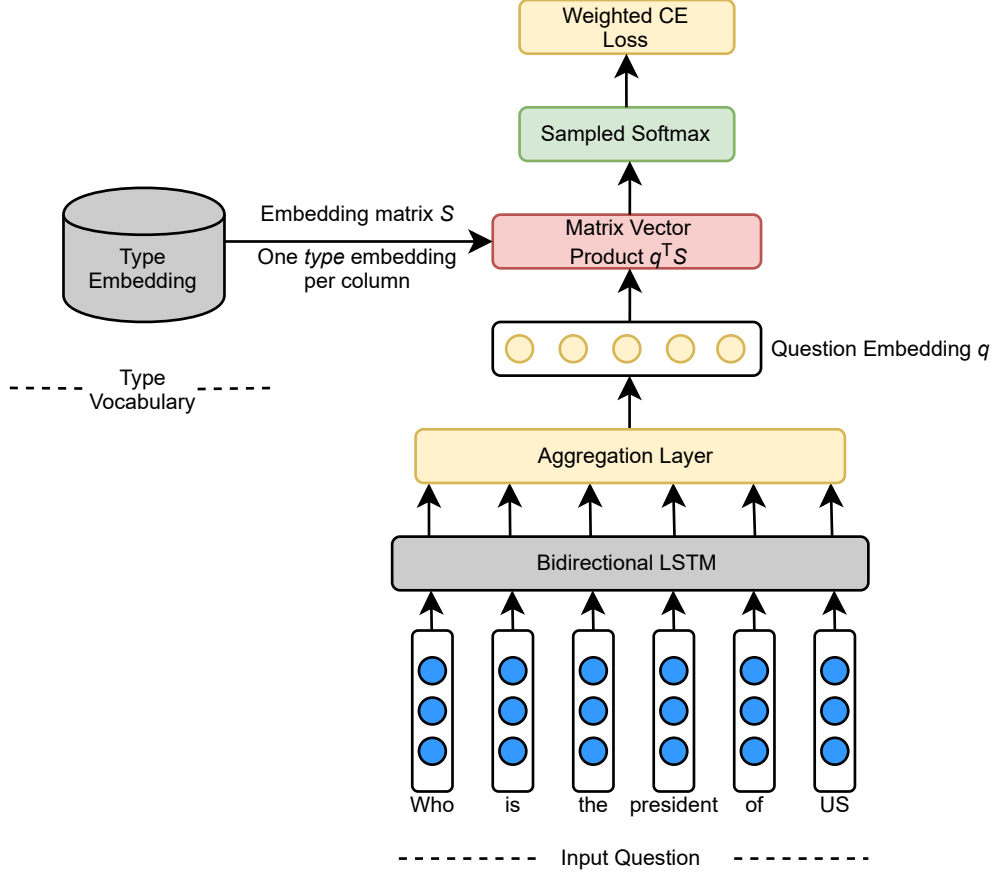 Weighted CE
Loss
Sampled Softmax
Embedding matrix S
One type embedding
per column
Type
Embedding
Matrix Vector
Product qᵀS
Question Embedding q
Type
Vocabulary
Aggregation Layer
Bidirectional LSTM
Who is the president of US
Input Question